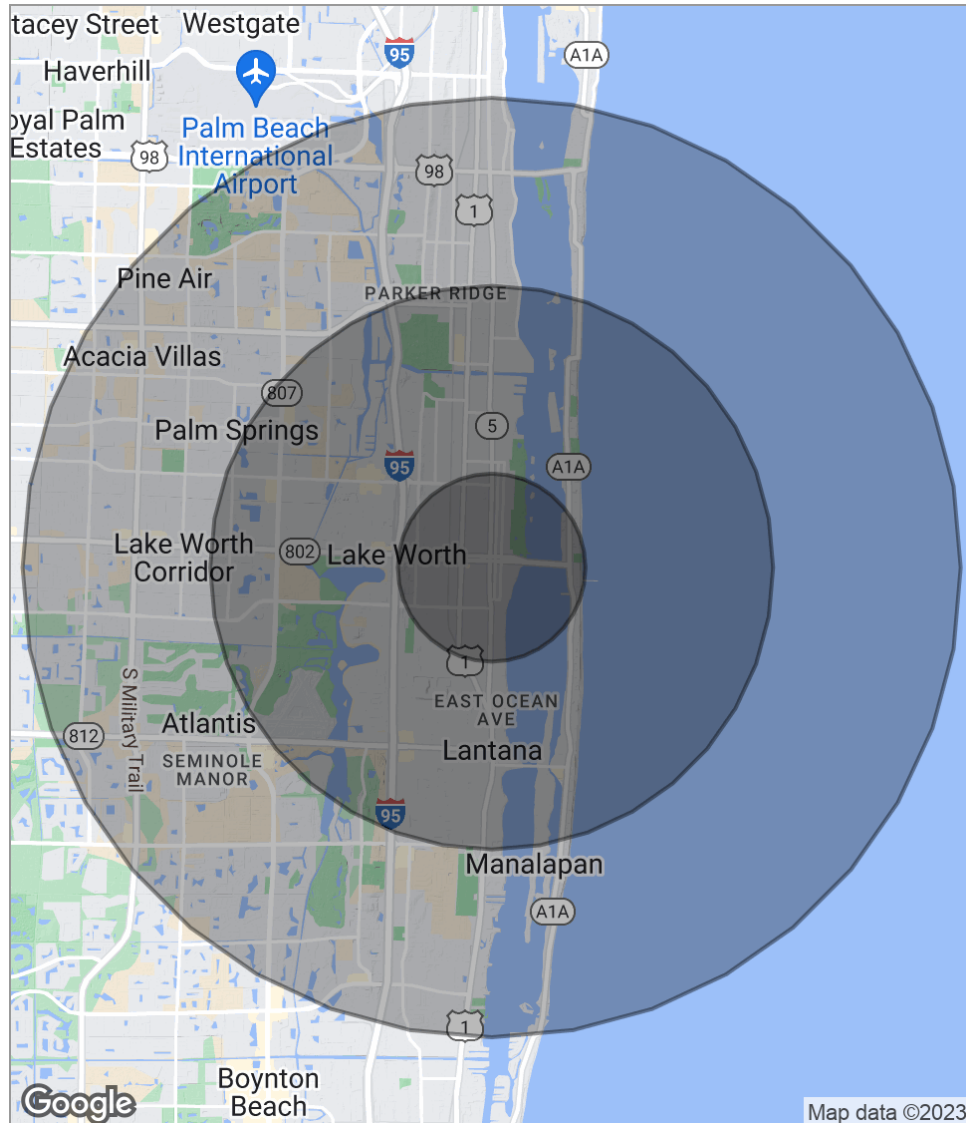 tacey Street
Westgate
95
A1A
Haverhill
oyal Palm
Estates
Palm Beach
International
Airport
98
98
1
Pine Air
PARKER RIDGE
Acacia Villas
807
Palm Springs
5
95
A1A
Lake Worth
Corridor
802
Lake Worth
1
S Military Trail
EAST OCEAN
AVE
Atlantis
812
Lantana
SEMINOLE
MANOR
95
Manalapan
A1A
1
Boynton
Beach
Google
Map data ©2023